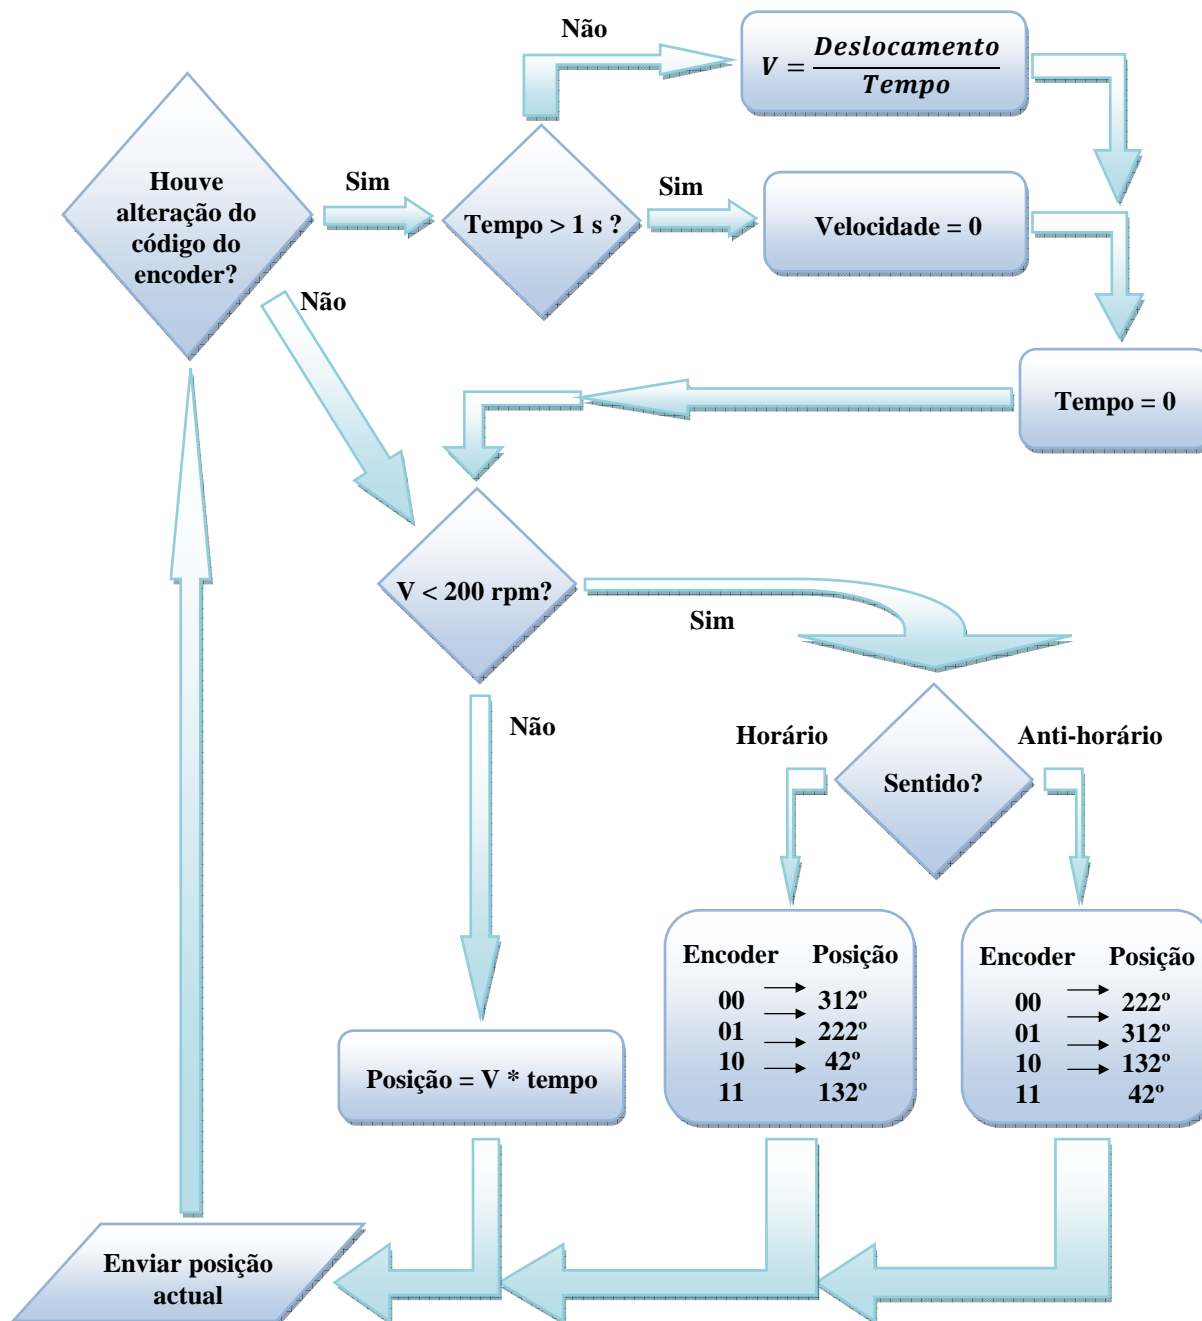 Não
V = Deslocamento / Tempo
Houve
alteração do
código do
encoder?
Sim
Tempo > 1 s ?
Sim
Velocidade = 0
Não
Tempo = 0
V < 200 rpm?
Sim
Não
Horário
Anti-horário
Sentido?
Encoder Posição
00 312º
01 222º
10 42º
11 132º
Encoder Posição
00 222º
01 312º
10 132º
11 42º
Posição = V * tempo
Enviar posição
actual